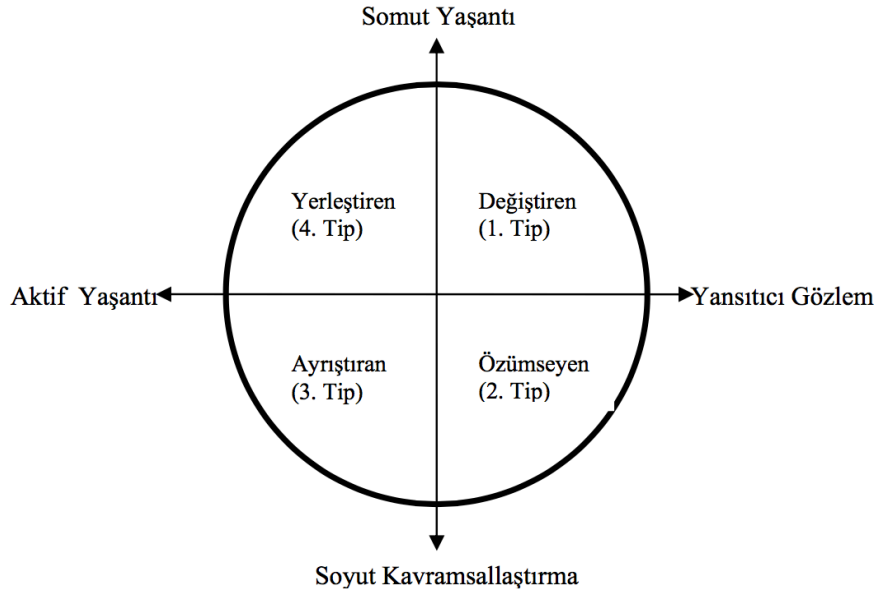 Somut Yaşantı
Yerleştiren
(4. Tip)
Değiştiren
(1. Tip)
Aktif Yaşantı
Yansıtıcı Gözlem
Ayrıştıran
(3. Tip)
Özümseyen
(2. Tip)
Soyut Kavramsallaştırma